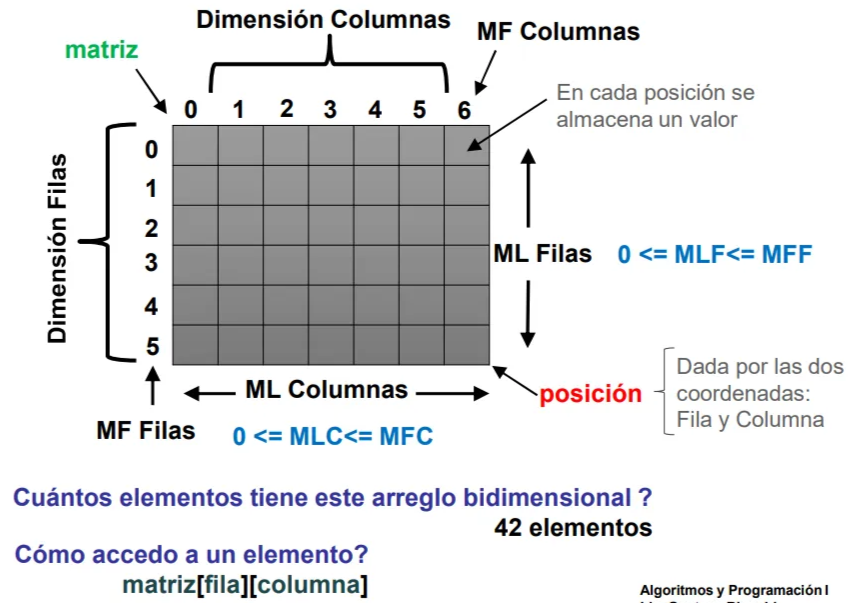 Dimensión Columnas
MF Columnas
matriz
0 1 2 3 4 5 6
En cada posición se
almacena un valor
Dimensión Filas
0
1
2
3
4
5
ML Filas 0 <= MLF<= MFF
ML Columnas
posición
Dada por las dos
coordenadas:
Fila y Columna
MF Filas
0 <= MLC<= MFC
Cuántos elementos tiene este arreglo bidimensional ?
42 elementos
Cómo accedo a un elemento?
matriz[fila][columna]
Algoritmos y Programación I